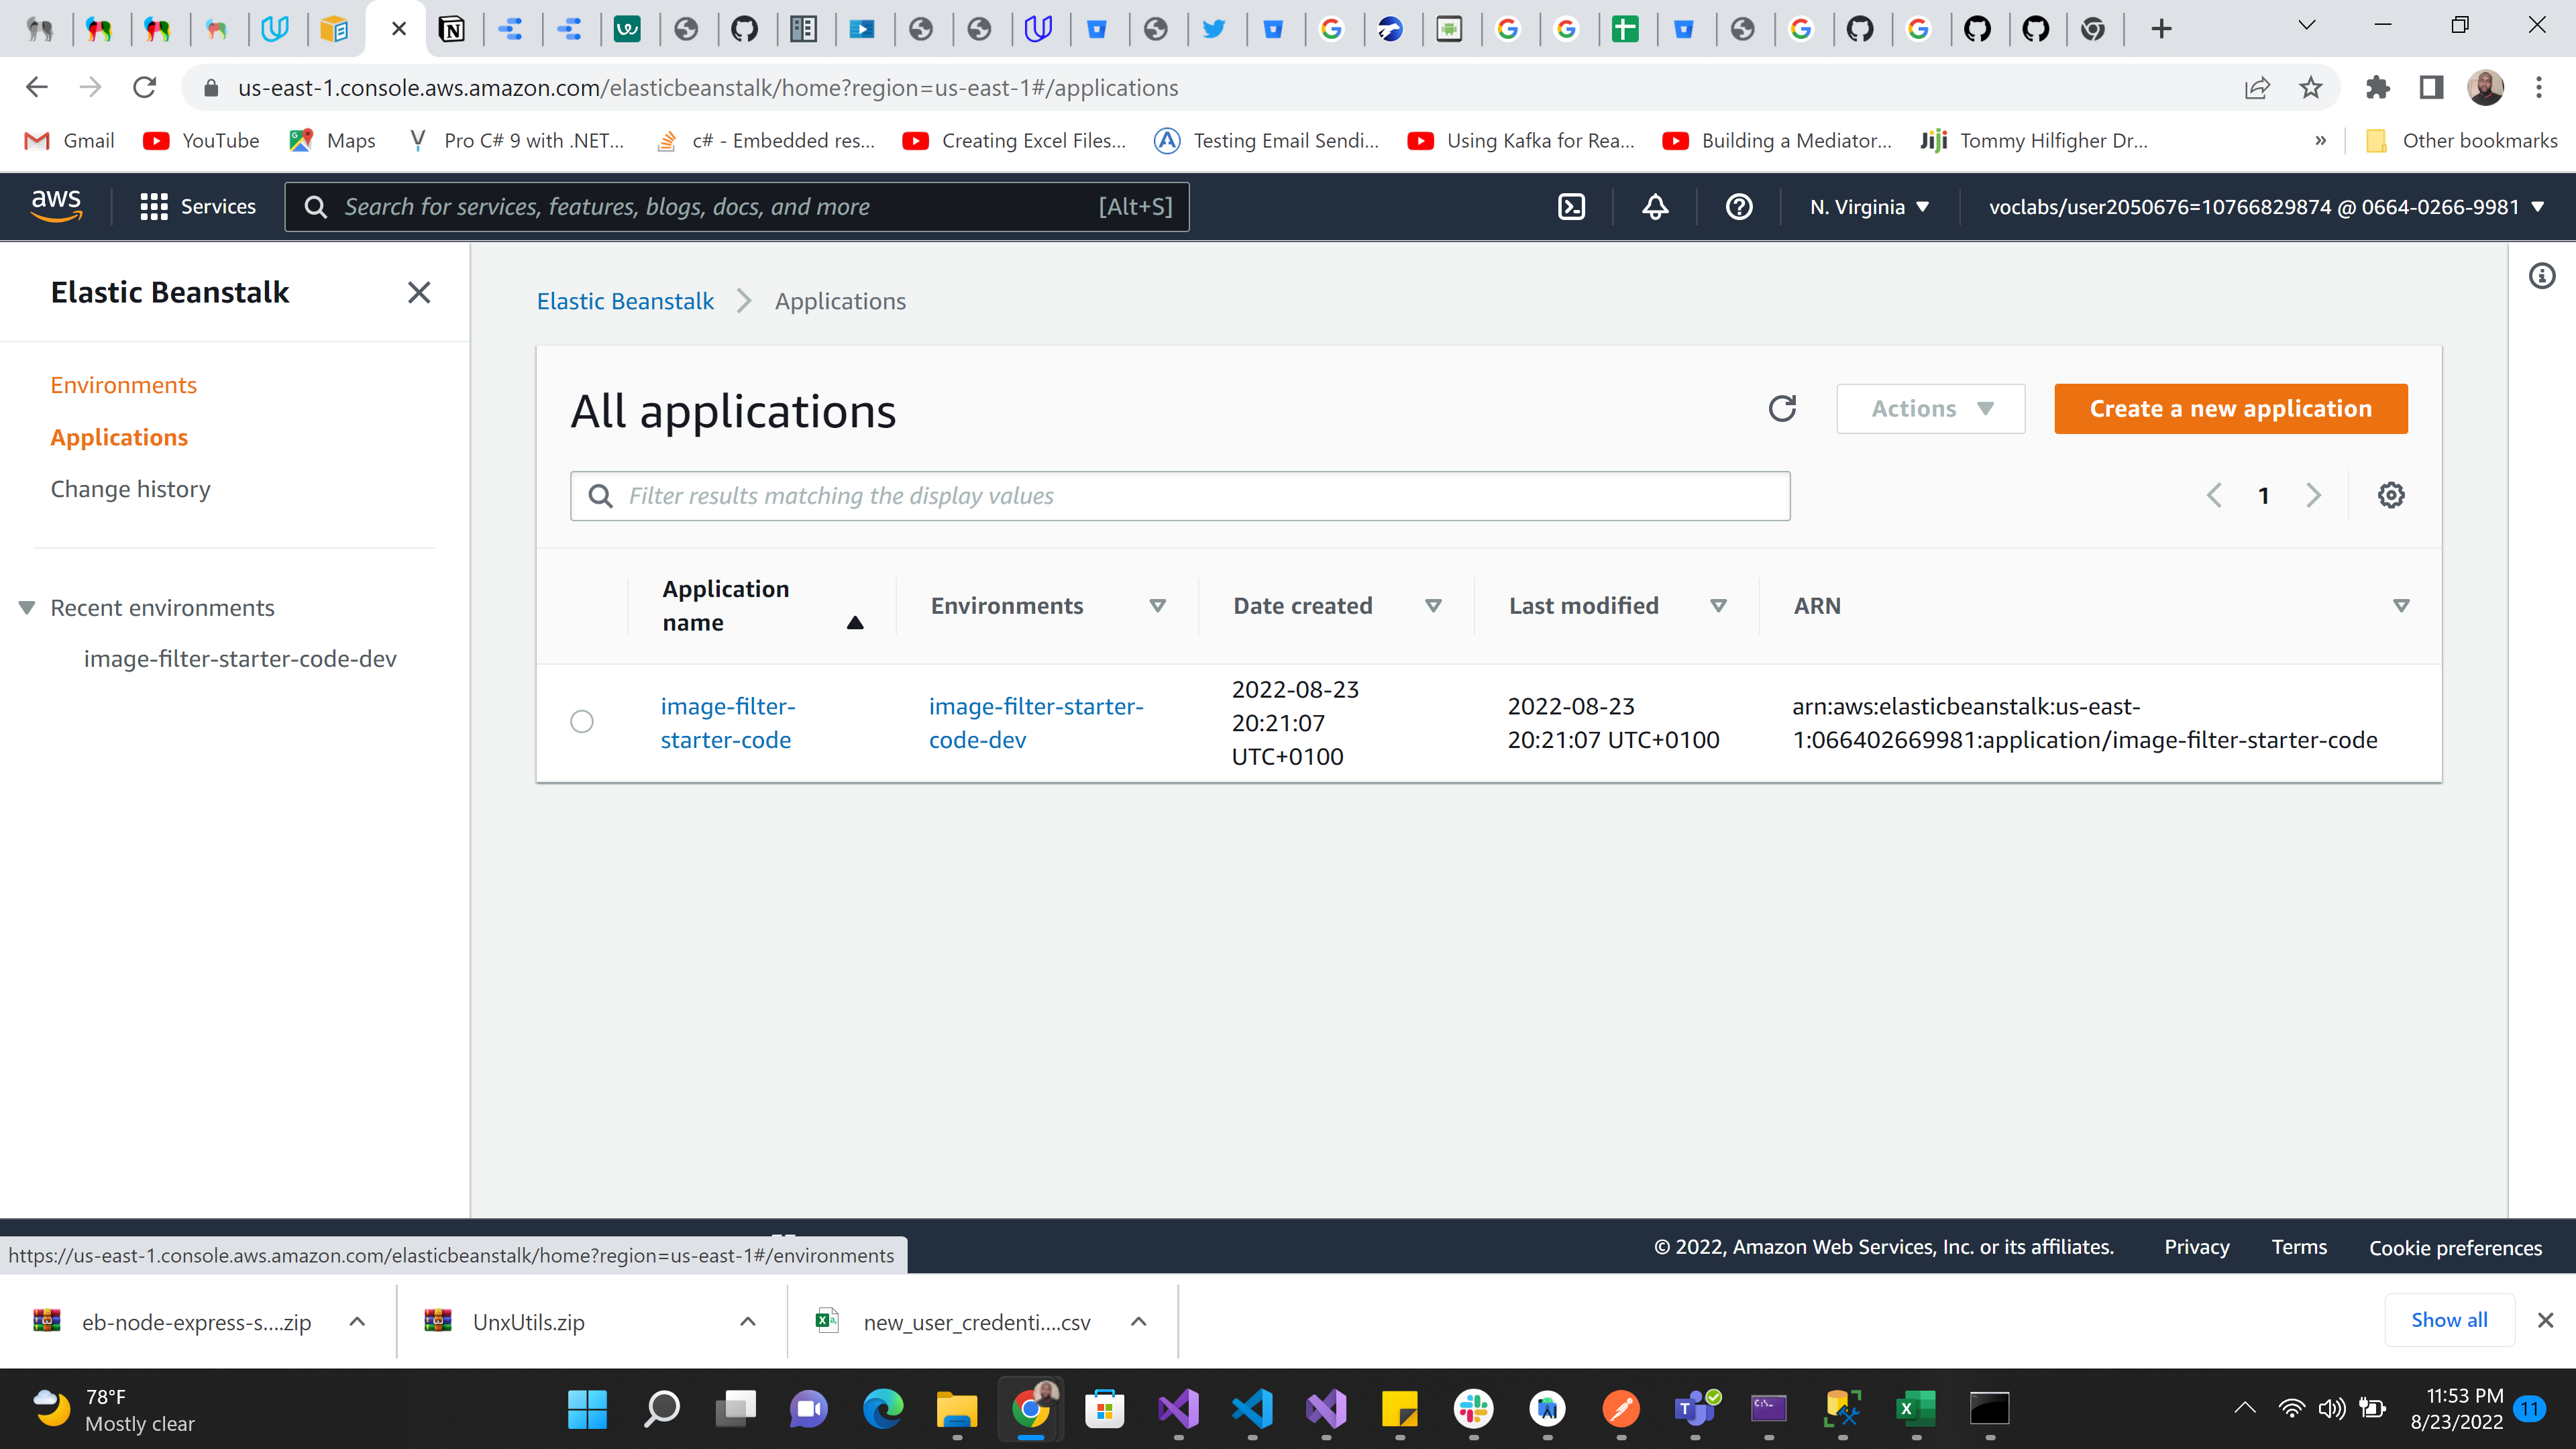 us-east-1.console.aws.amazon.com/elasticbeanstalk/home?region=us-east-1#/applications
Gmail
YouTube
Maps
Pro C# 9 with .NET...
c# - Embedded res...
Creating Excel Files...
Testing Email Sendi...
Using Kafka for Rea...
Building a Mediator...
Jiji
Tommy Hilfigher Dr...
»
Other bookmarks
aws
Services
Search for services, features, blogs, docs, and more
[Alt+S]
N. Virginia
voclabs/user2050676=10766829874 @ 0664-0266-9981
Elastic Beanstalk
Environments
Applications
Change history
Recent environments
image-filter-starter-code-dev
Elastic Beanstalk
Applications
All applications
Actions
Create a new application
Filter results matching the display values
1
Application
name
Environments
Date created
Last modified
ARN
image-filter-
starter-code
image-filter-starter-
code-dev
2022-08-23
20:21:07
UTC+0100
2022-08-23
20:21:07 UTC+0100
arn:aws:elasticbeanstalk:us-east-
1:066402669981:application/image-filter-starter-code
https://us-east-1.console.aws.amazon.com/elasticbeanstalk/home?region=us-east-1#/environments
© 2022, Amazon Web Services, Inc. or its affiliates.
Privacy
Terms
Cookie preferences
eb-node-express-s....zip
UnxUtils.zip
new_user_credenti....csv
Show all
78°F
Mostly clear
11:53 PM
8/23/2022
11